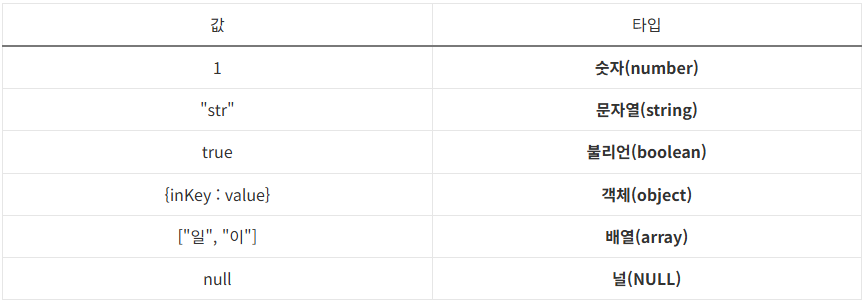 값 타입
1 숫자(number)
"str" 문자열(string)
true 불리언(boolean)
{inKey : value} 객체(object)
["일", "이"] 배열(array)
null 널(NULL)